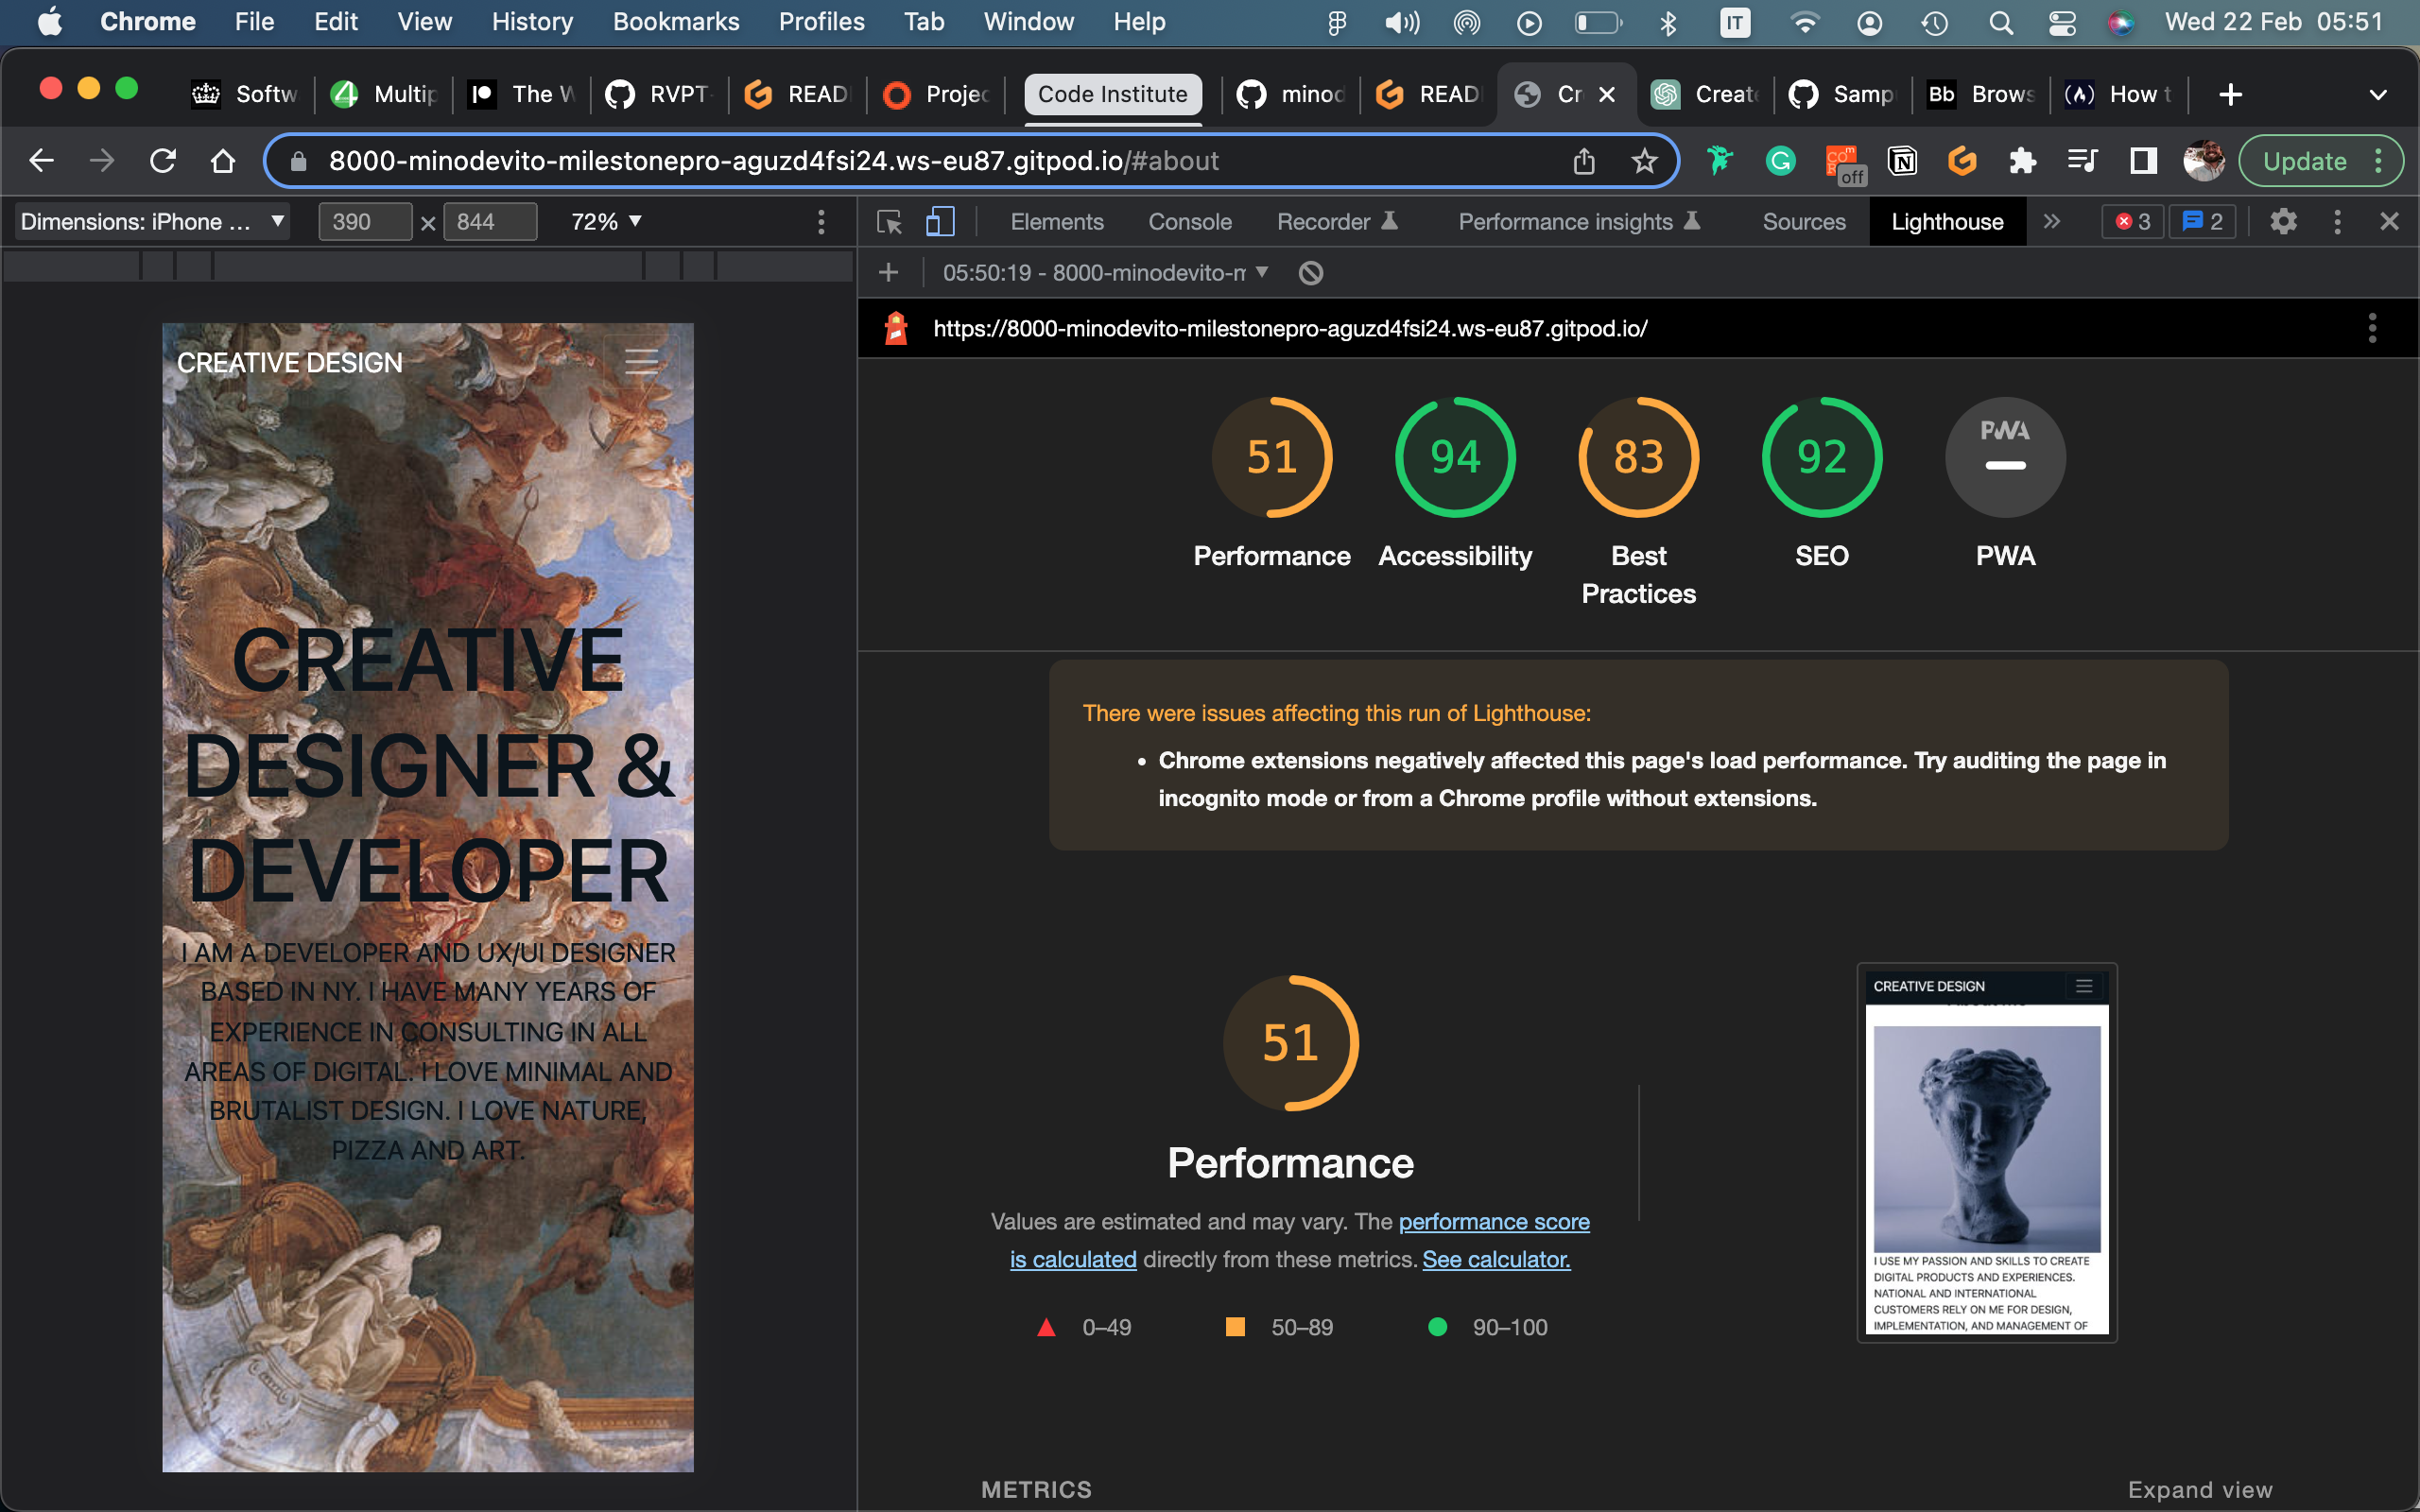 Chrome File Edit View History Bookmarks Profiles Tab Window Help IT Wed 22 Feb 05:51
Softw Multip The W RVPT- READ Projec Code Institute minod READ Cr Create Samp Bb Brows How t
8000-minodevito-milestonepro-aguzd4fsi24.ws-eu87.gitpod.io/#about off Update
Dimensions: iPhone ... 390 × 844 72%
Elements Console Recorder Performance insights Sources Lighthouse 3 2
05:50:19 - 8000-minodevito-m
https://8000-minodevito-milestonepro-aguzd4fsi24.ws-eu87.gitpod.io/
CREATIVE DESIGN
CREATIVE
DESIGNER &
DEVELOPER
I AM A DEVELOPER AND UX/UI DESIGNER
BASED IN NY. I HAVE MANY YEARS OF
EXPERIENCE IN CONSULTING IN ALL
AREAS OF DIGITAL. I LOVE MINIMAL AND
BRUTALIST DESIGN. I LOVE NATURE,
PIZZA AND ART.
51 94 83 92 PWA
Performance Accessibility Best Practices SEO PWA
There were issues affecting this run of Lighthouse:
• Chrome extensions negatively affected this page's load performance. Try auditing the page in
incognito mode or from a Chrome profile without extensions.
51
Performance
Values are estimated and may vary. The performance score
is calculated directly from these metrics. See calculator.
0–49 50–89 90–100
CREATIVE DESIGN
I USE MY PASSION AND SKILLS TO CREATE
DIGITAL PRODUCTS AND EXPERIENCES.
NATIONAL AND INTERNATIONAL
CUSTOMERS RELY ON ME FOR DESIGN,
IMPLEMENTATION, AND MANAGEMENT OF
METRICS
Expand view